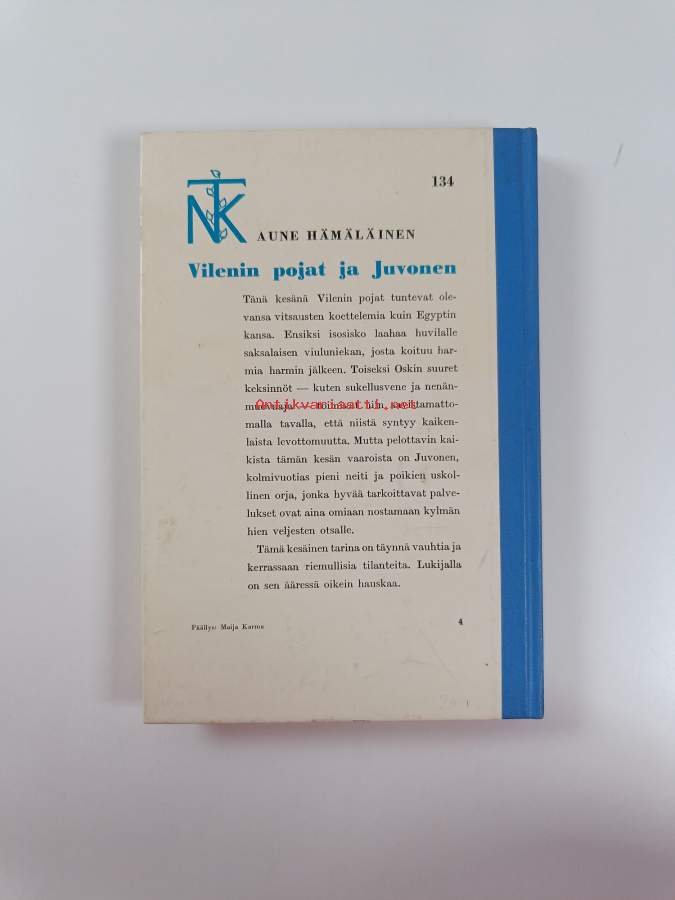 NTK
134
AUNE HÄMÄLÄINEN
Vilenin pojat ja Juvonen
Tänä kesänä Vilenin pojat tuntevat ole-
vansa vitsausten koettelemia kuin Egyptin
kansa. Ensiksi isosisko laahaa huvilalle
saksalaisen viuluniekan, josta koituu har-
mia harmin jälkeen. Toiseksi Oskin suuret
keksinnöt — kuten sukellusvene ja nenän-
Antikvariaatti.net
malla tavalla, että niistä syntyy kaiken-
laista levottomuutta. Mutta pelottavin kai-
kista tämän kesän vaaroista on Juvonen,
kolmivuotias pieni neiti ja poikien uskol-
linen orja, jonka hyvää tarkoittavat palve-
lukset ovat aina omiaan nostamaan kylmän
hien veljesten otsalle.
Tämä kesäinen tarina on täynnä vauhtia ja
kerrassaan riemullisia tilanteita. Lukijalla
on sen ääressä oikein hauskaa.
Päällys: Maija Karma
4